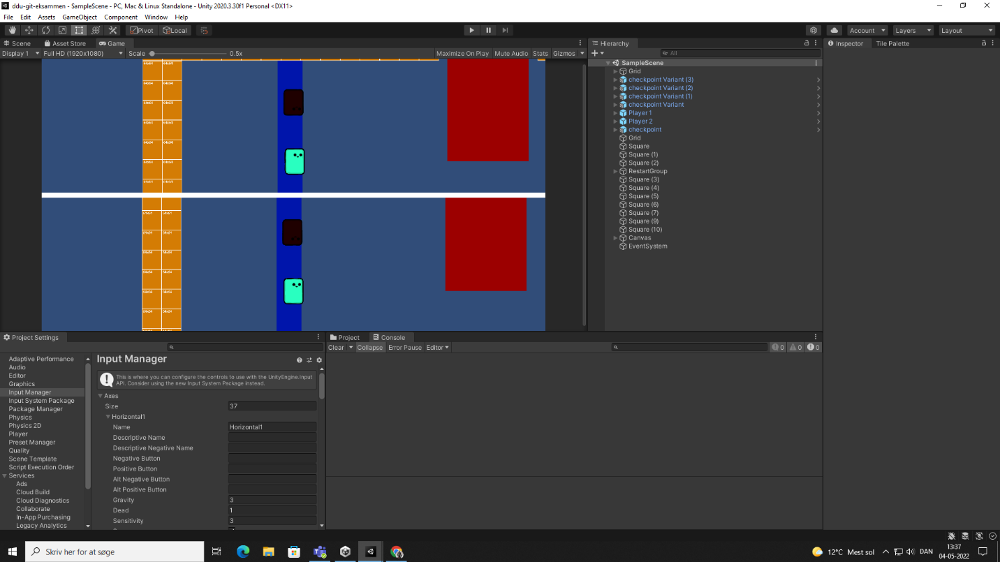 ddu-git-eksammen - SampleScene - PC, Mac & Linux Standalone - Unity 2020.3.30f1 Personal <DX11>
File Edit Assets GameObject Component Window Help
Pivot Local Account Layers Layout
Scene Asset Store Game
Display 1 Full HD (1920x1080) Scale 0.5x Maximize On Play Mute Audio Stats Gizmos
Hierarchy
All
SampleScene
Grid
checkpoint Variant (3)
checkpoint Variant (2)
checkpoint Variant (1)
checkpoint Variant
Player 1
Player 2
checkpoint
Grid
Square
Square (1)
Square (2)
RestartGroup
Square (3)
Square (4)
Square (5)
Square (6)
Square (7)
Square (9)
Square (10)
Canvas
EventSystem
Inspector Tile Palette
Project Settings
Adaptive Performance
Audio
Editor
Graphics
Input Manager
Input System Package
Package Manager
Physics
Physics 2D
Player
Preset Manager
Quality
Scene Template
Script Execution Order
Services
Ads
Cloud Build
Cloud Diagnostics
Collaborate
In-App Purchasing
Legacy Analytics
Input Manager
This is where you can configure the controls to use with the UnityEngine.Input
API. Consider using the new Input System Package instead.
Axes
Size 37
Horizontal1
Name Horizontal1
Descriptive Name
Descriptive Negative Name
Negative Button
Positive Button
Alt Negative Button
Alt Positive Button
Gravity 3
Dead 1
Sensitivity 3
Project Console
Clear Collapse Error Pause Editor 0 0 0
Skriv her for at søge
12°C Mest sol DAN
13:37
04-05-2022